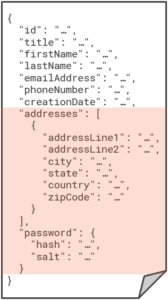 {
"id": "…",
"title": "…",
"firstName": "…",
"lastName": "…",
"emailAddress": "…",
"phoneNumber": "…",
"creationDate": "…",
"addresses": [
{
"addressLine1": "…",
"addressLine2": "…",
"city": "…",
"state": "…",
"country": "…",
"zipCode": "…"
}
],
"password": {
"hash": "…",
"salt": "…"
}
}